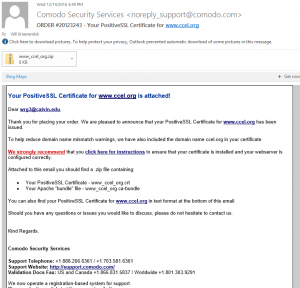 Wed 12/14/2016 3:49 PM
Comodo Security Services <noreply_support@comodo.com>
ORDER #2023243 - Your PositiveSSL Certificate for www.ccel.org
To Will Groenendyk
Click here to download pictures. To help protect your privacy, Outlook prevented automatic download of some pictures in this message.
www_ccel_org.zip
6 KB
Bing Maps
+ Get more
Your PositiveSSL Certificate for www.ccel.org is attached!
Dear wrg3@calvin.edu,
Thank you for placing your order. We are pleased to announce that your PositiveSSL Certificate for www.ccel.org has been
issued.
To help reduce domain name mismatch warnings, we have also included the domain name ccel.org in your certificate.
We strongly recommend that you click here for instructions to ensure that your certificate is installed and your webserver is
configured correctly.
Attached to this email you should find a .zip file containing:
• Your PositiveSSL Certificate - www_ccel_org.crt
• Your Apache "bundle" file - www_ccel_org.ca-bundle
You can also find your PositiveSSL Certificate for www.ccel.org in text format at the bottom of this email.
Should you have any questions or issues you would like to discuss, please do not hesitate to contact us.
Kind Regards,
Comodo Security Services
Support Telephone: +1.888.266.6361 / +1.703.581.6361
Support Website: http://support.comodo.com/
Validation Docs Fax: US and Canada +1.866.831.5837 / Worldwide +1.801.303.9291
We now operate a registration-based system for support